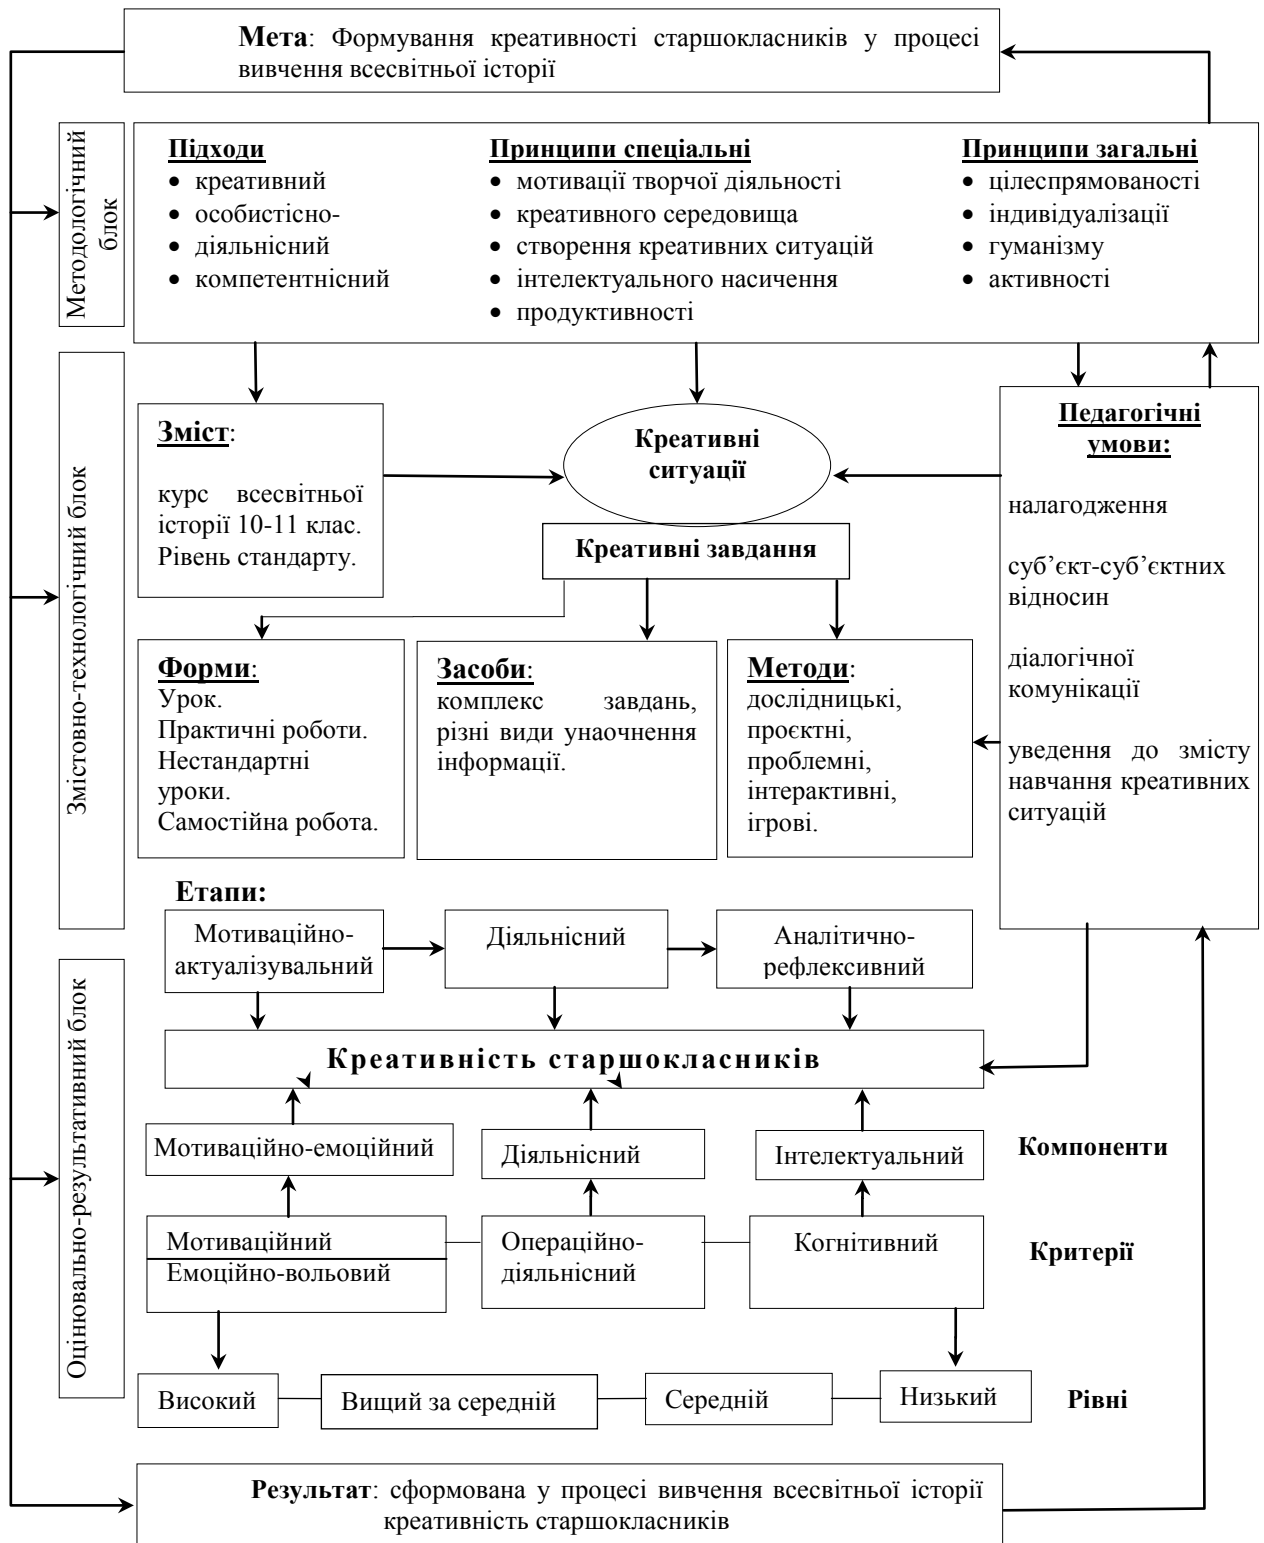 Мета: Формування креативності старшокласників у процесі
вивчення всесвітньої історії
Методологічний
блок
Підходи
• креативний
• особистісно-
• діяльнісний
• компетентнісний
Принципи спеціальні
• мотивації творчої діяльності
• креативного середовища
• створення креативних ситуацій
• інтелектуального насичення
• продуктивності
Принципи загальні
• цілеспрямованості
• індивідуалізації
• гуманізму
• активності
Змістовно-технологічний блок
Зміст:
курс всесвітньої
історії 10-11 клас.
Рівень стандарту.
Креативні
ситуації
Креативні завдання
Педагогічні
умови:
налагодження
суб’єкт-суб’єктних
відносин
діалогічної
комунікації
уведення до змісту
навчання креативних
ситуацій
Форми:
Урок.
Практичні роботи.
Нестандартні
уроки.
Самостійна робота.
Засоби:
комплекс завдань,
різні види унаочнення
інформації.
Методи:
дослідницькі,
проєктні,
проблемні,
інтерактивні,
ігрові.
Етапи:
Мотиваційно-
актуалізувальний
Діяльнісний
Аналітично-
рефлексивний
Оцінювально-результативний блок
Креативність старшокласників
Мотиваційно-емоційний
Діяльнісний
Інтелектуальний
Компоненти
Мотиваційний
Емоційно-вольовий
Операційно-
діяльнісний
Когнітивний
Критерії
Високий
Вищий за середній
Середній
Низький
Рівні
Результат: сформована у процесі вивчення всесвітньої історії
креативність старшокласників